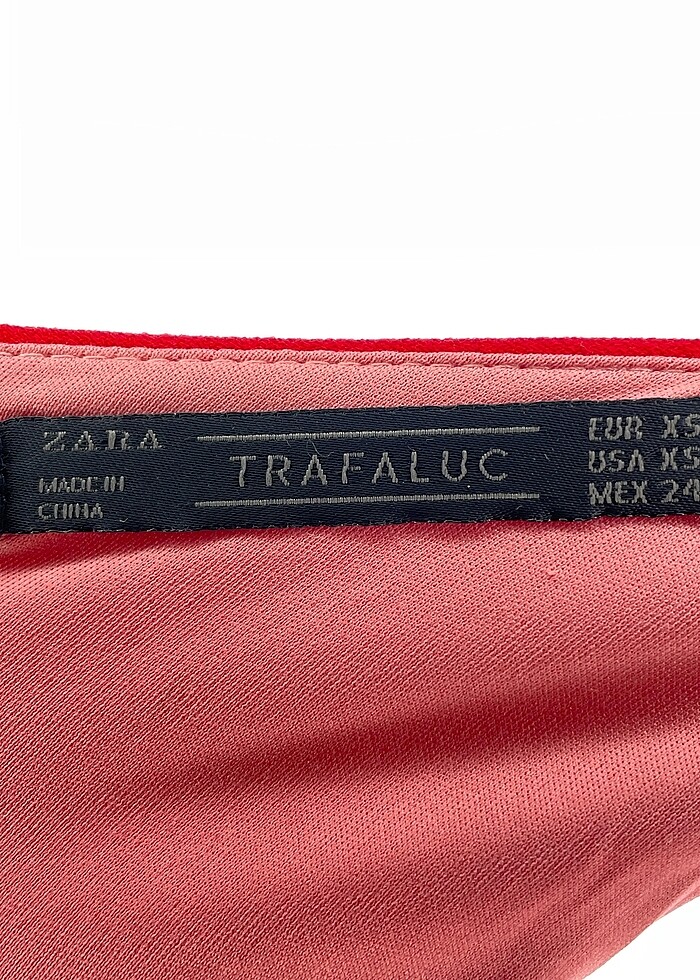 ZARA
MADE IN
CHINA
TRAFALUC
EUR XS
USA XS
MEX 24